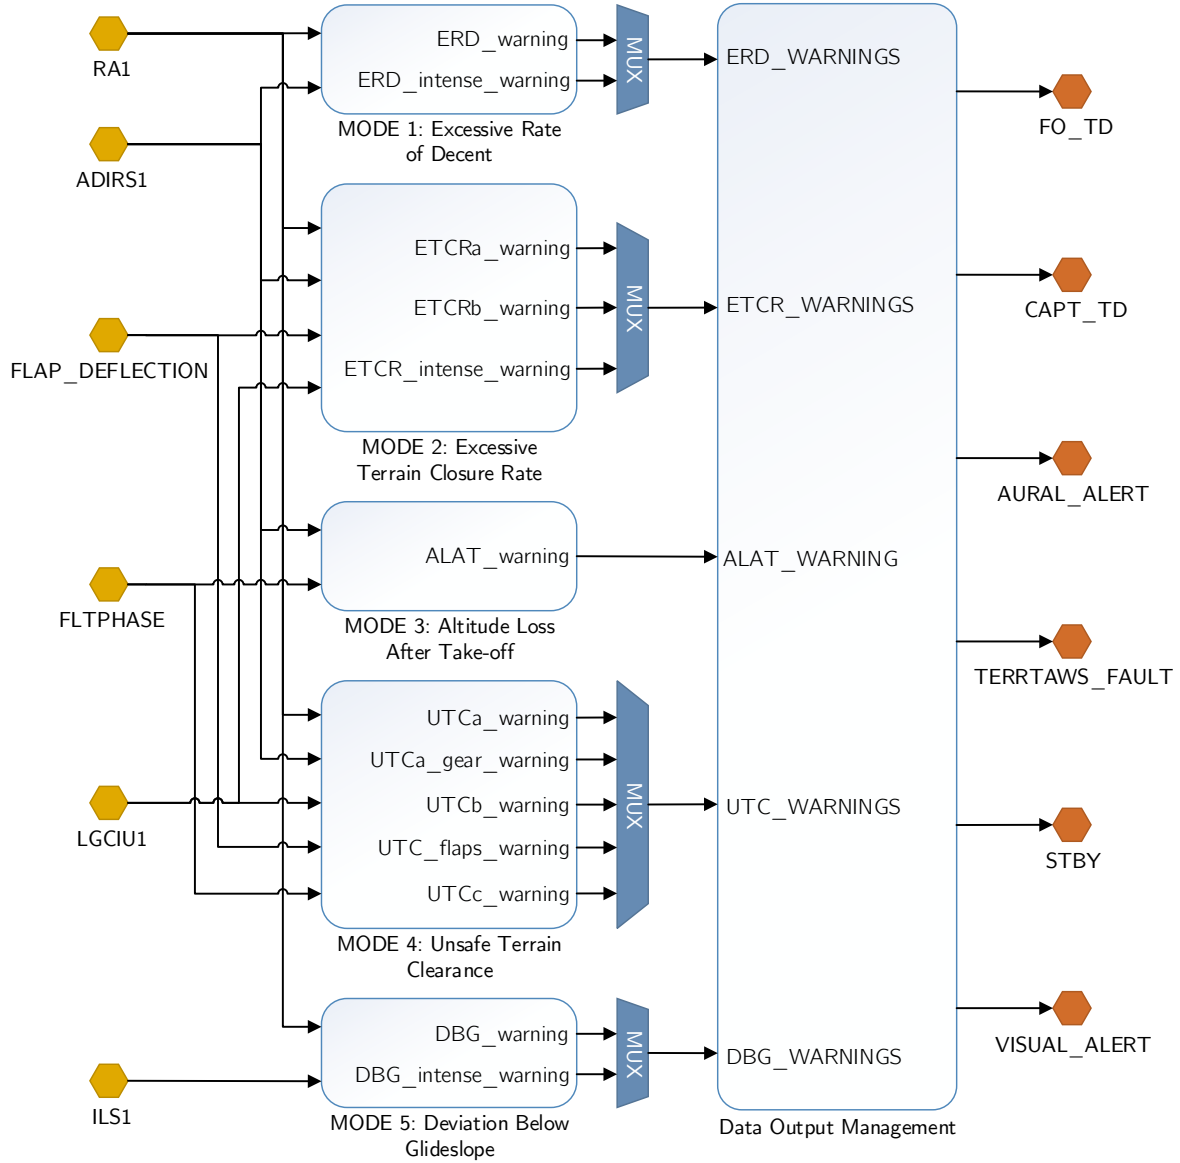 RA1
ADIRS1
FLAP_DEFLECTION
FLTPHASE
LGCIU1
ILS1
ERD_warning
ERD_intense_warning
MODE 1: Excessive Rate
of Decent
ETCRa_warning
ETCRb_warning
ETCR_intense_warning
MODE 2: Excessive
Terrain Closure Rate
ALAT_warning
MODE 3: Altitude Loss
After Take-off
UTCa_warning
UTCa_gear_warning
UTCb_warning
UTC_flaps_warning
UTCc_warning
MODE 4: Unsafe Terrain
Clearance
DBG_warning
DBG_intense_warning
MODE 5: Deviation Below
Glideslope
MUX
MUX
MUX
MUX
ERD_WARNINGS
ETCR_WARNINGS
ALAT_WARNING
UTC_WARNINGS
DBG_WARNINGS
Data Output Management
FO_TD
CAPT_TD
AURAL_ALERT
TERRTAWS_FAULT
STBY
VISUAL_ALERT